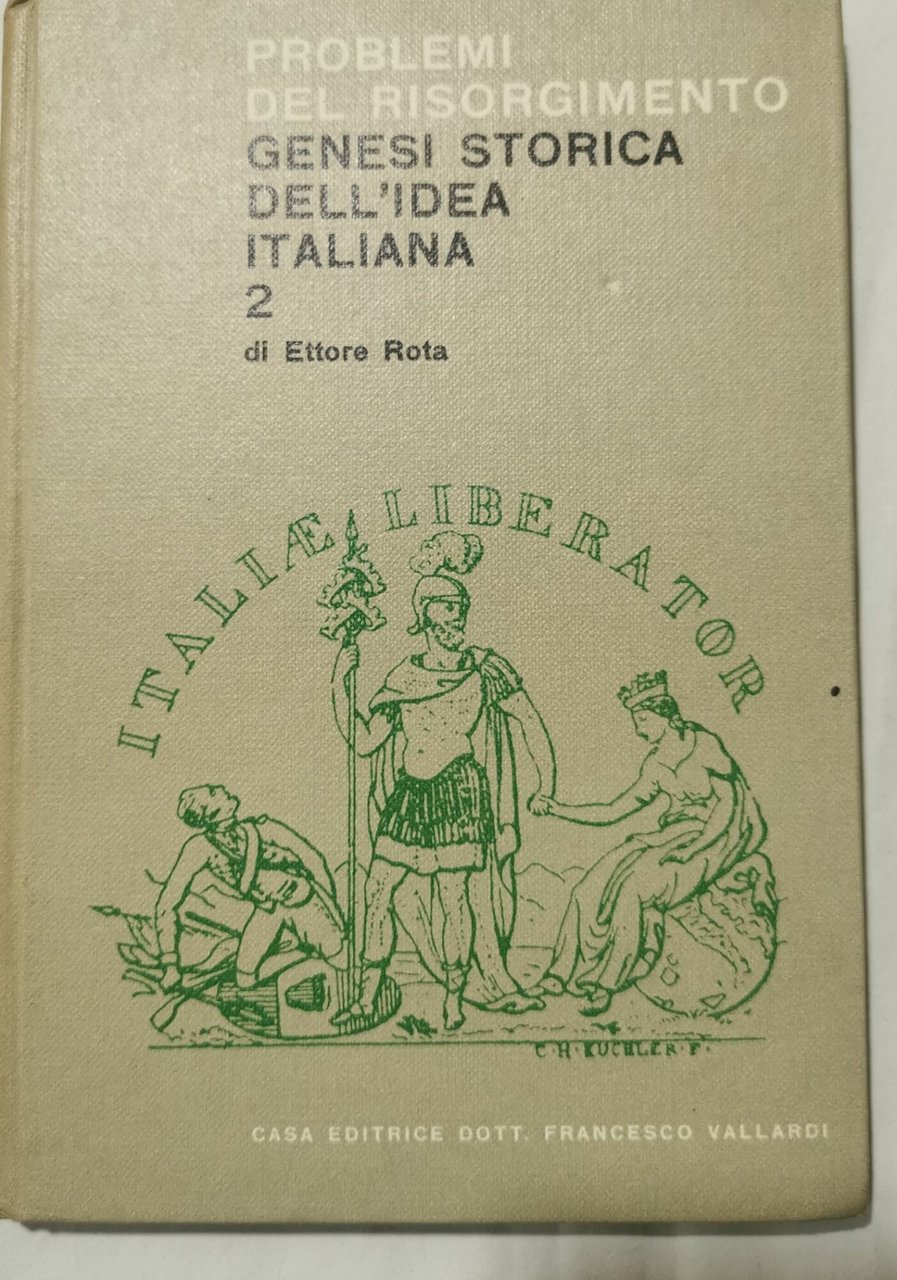 PROBLEMI
DEL RISORGIMENTO
GENESI STORICA
DELL'IDEA
ITALIANA
2
di Ettore Rota
ITALIÆ LIBERATOR
C·H·KUCHLER·F·
CASA EDITRICE DOTT. FRANCESCO VALLARDI